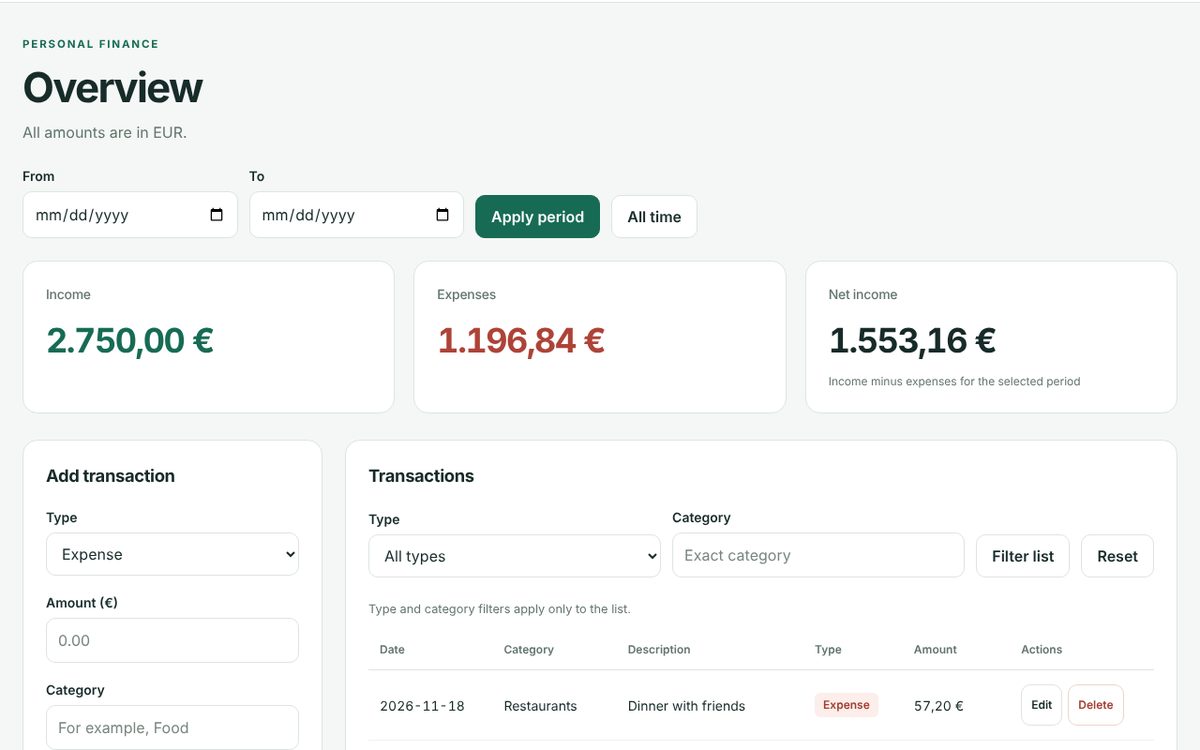 PERSONAL FINANCE
Overview
All amounts are in EUR.
From
To
mm/dd/yyyy
mm/dd/yyyy
Apply period
All time
Income
2.750,00 €
Expenses
1.196,84 €
Net income
1.553,16 €
Income minus expenses for the selected period
Add transaction
Type
Expense
Amount (€)
0.00
Category
For example, Food
Transactions
Type
All types
Category
Exact category
Filter list
Reset
Type and category filters apply only to the list.
Date Category Description Type Amount Actions
2026-11-18 Restaurants Dinner with friends Expense 57,20 € Edit Delete